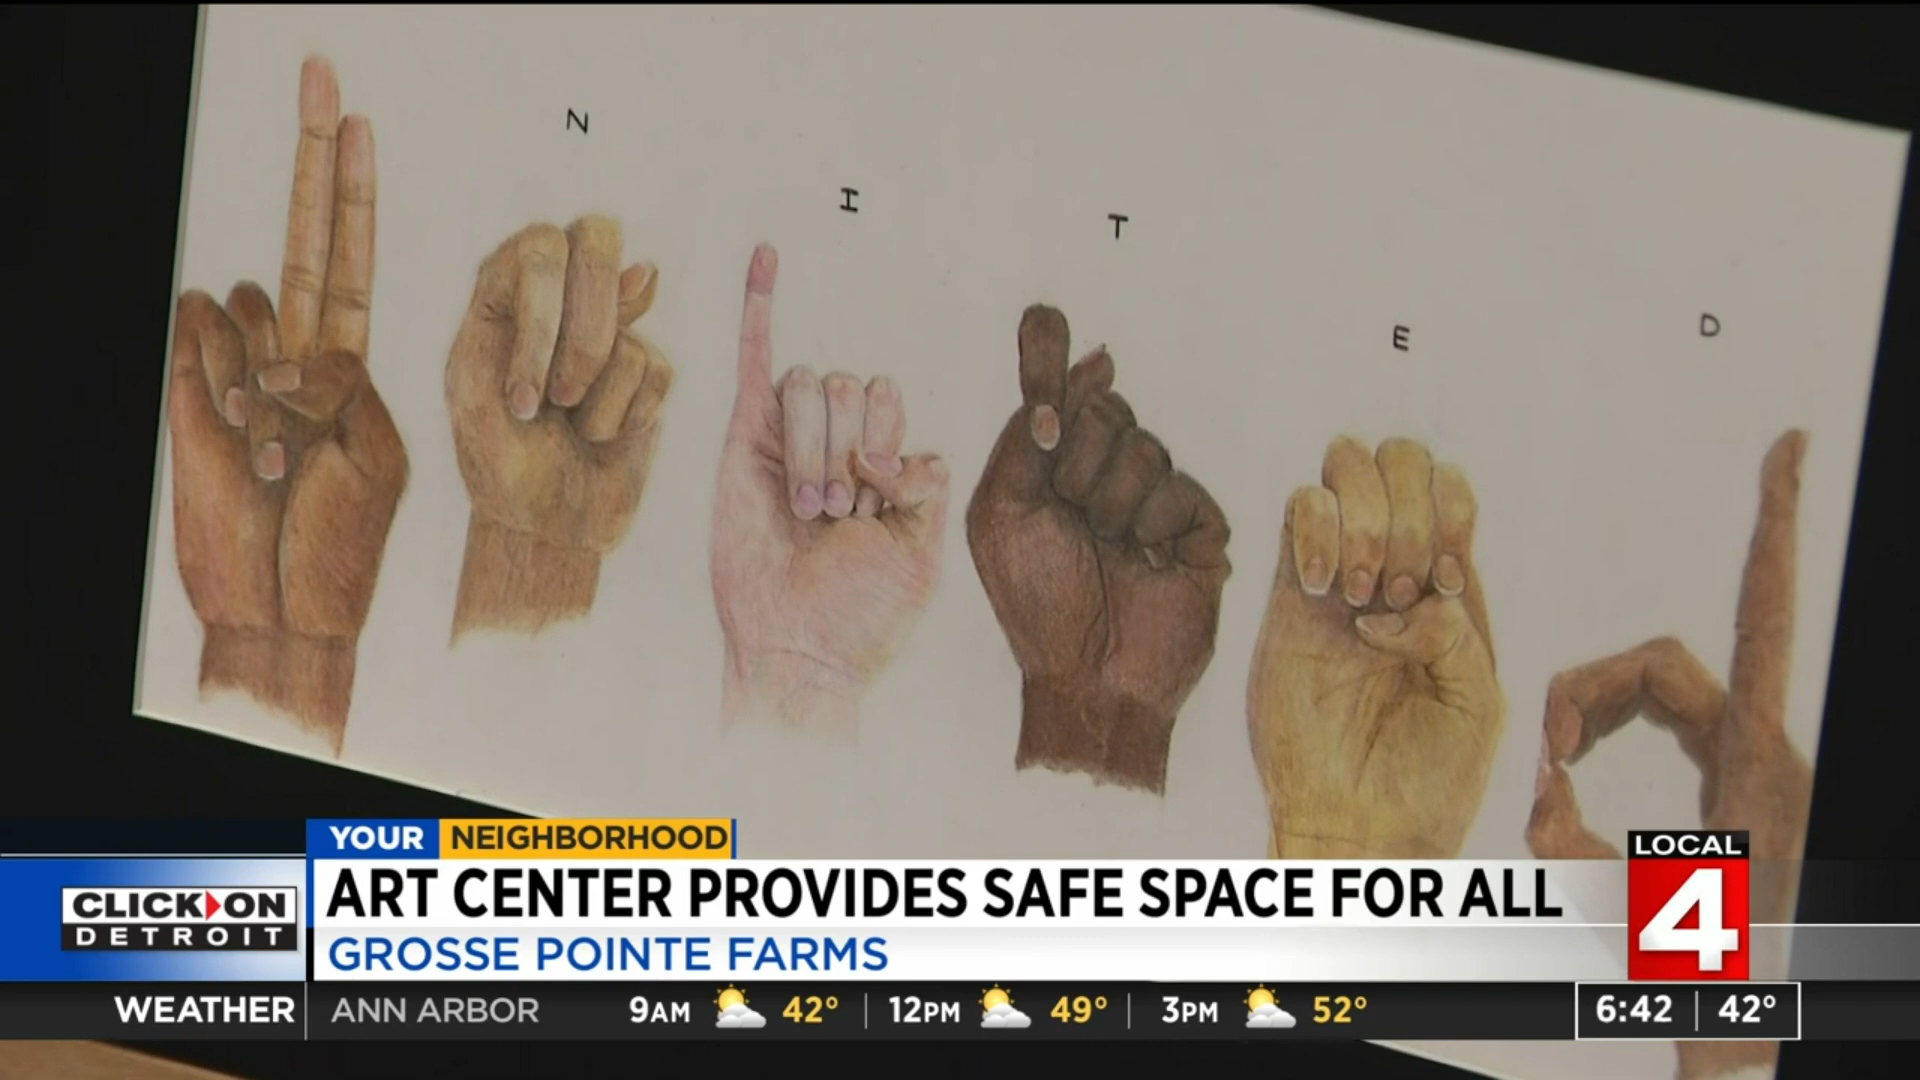 N
I
T
E
D
YOUR NEIGHBORHOOD
ART CENTER PROVIDES SAFE SPACE FOR ALL
GROSSE POINTE FARMS
CLICK ON
DETROIT
LOCAL
4
WEATHER ANN ARBOR 9AM 42° 12PM 49° 3PM 52° 6:42 42°